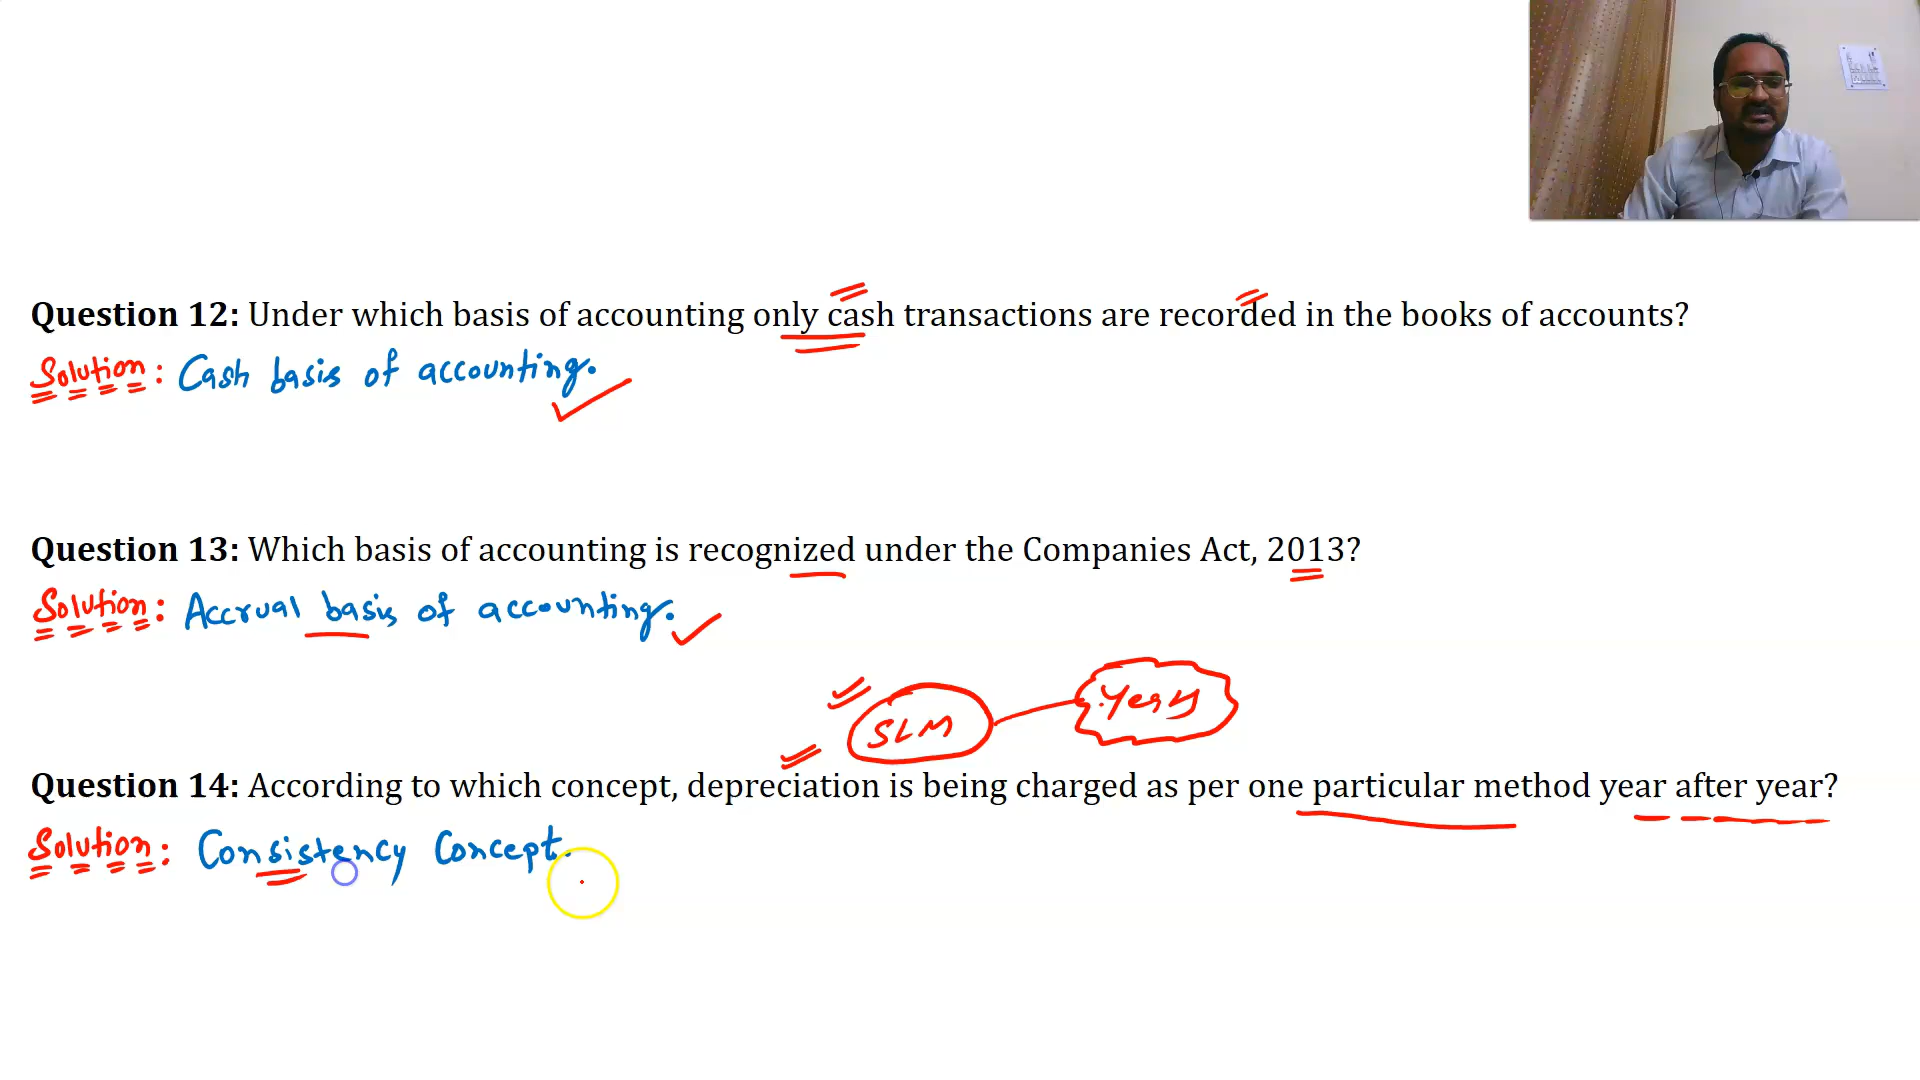 Question 12: Under which basis of accounting only cash transactions are recorded in the books of accounts?
Solution: Cash basis of accounting.
Question 13: Which basis of accounting is recognized under the Companies Act, 2013?
Solution: Accrual basis of accounting.
SLM
Question 14: According to which concept, depreciation is being charged as per one particular method year after year?
Solution: Consistency Concept.